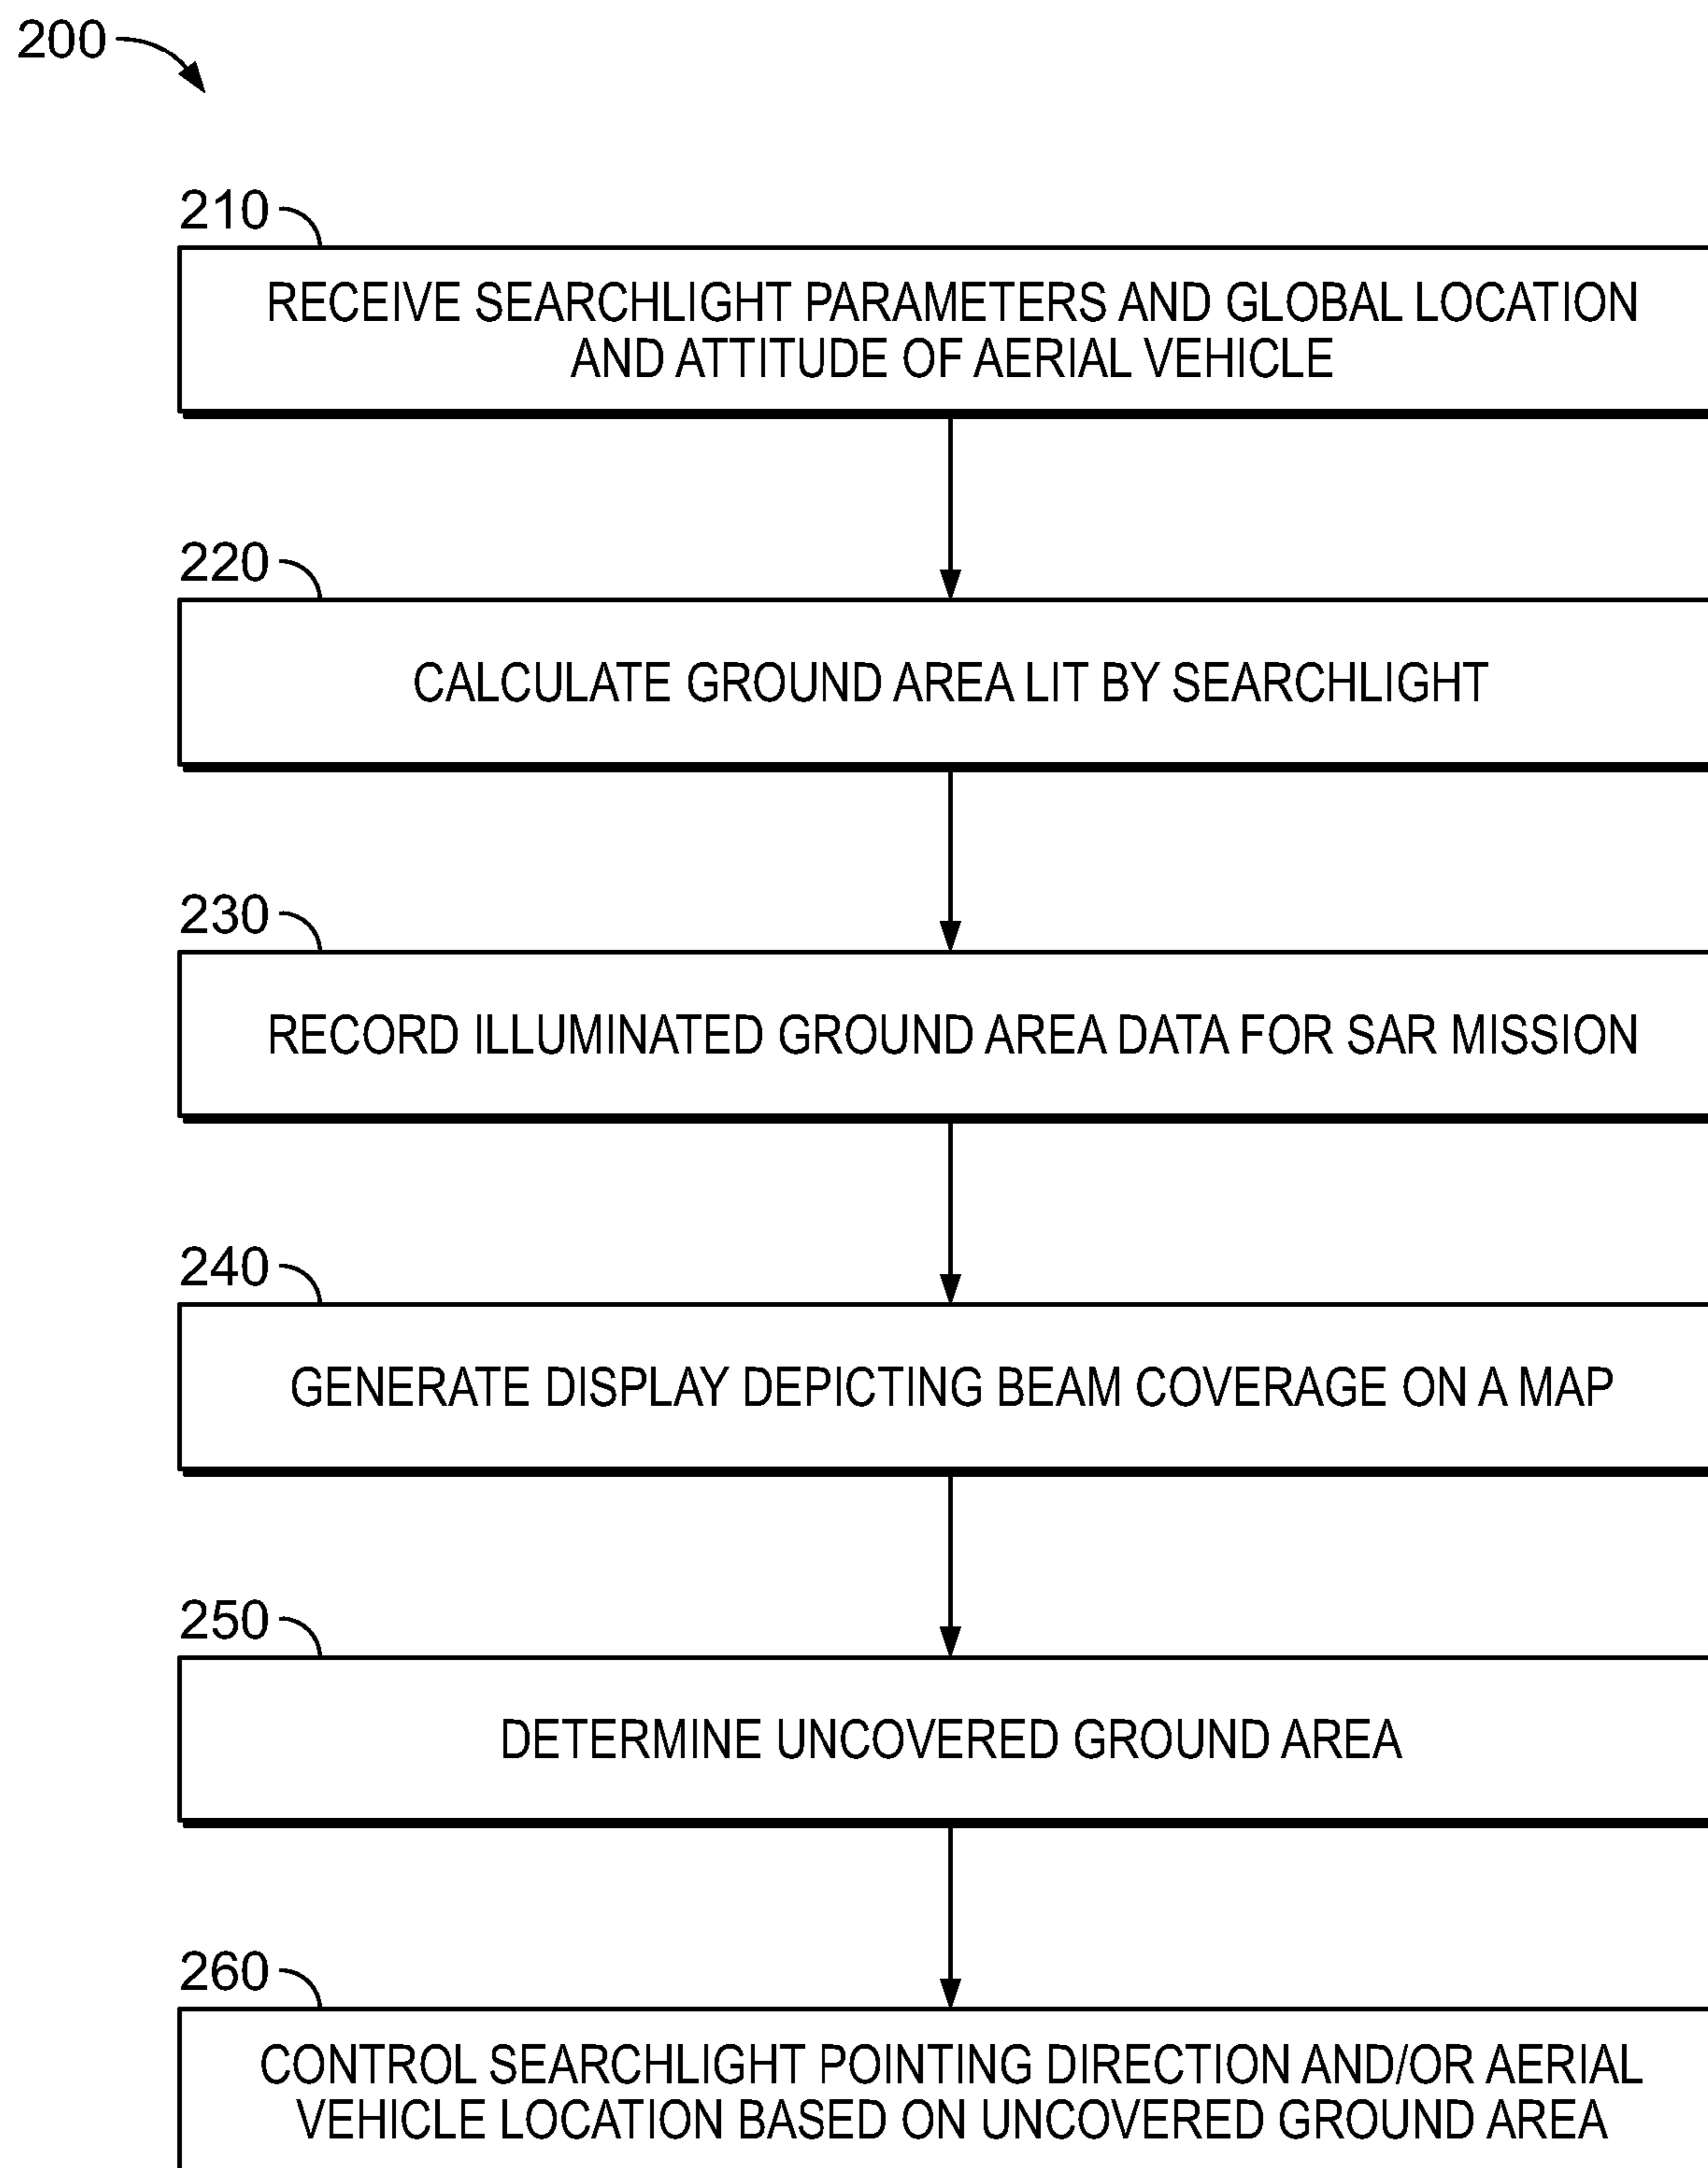 200
210
RECEIVE SEARCHLIGHT PARAMETERS AND GLOBAL LOCATION
AND ATTITUDE OF AERIAL VEHICLE
220
CALCULATE GROUND AREA LIT BY SEARCHLIGHT
230
RECORD ILLUMINATED GROUND AREA DATA FOR SAR MISSION
240
GENERATE DISPLAY DEPICTING BEAM COVERAGE ON A MAP
250
DETERMINE UNCOVERED GROUND AREA
260
CONTROL SEARCHLIGHT POINTING DIRECTION AND/OR AERIAL
VEHICLE LOCATION BASED ON UNCOVERED GROUND AREA